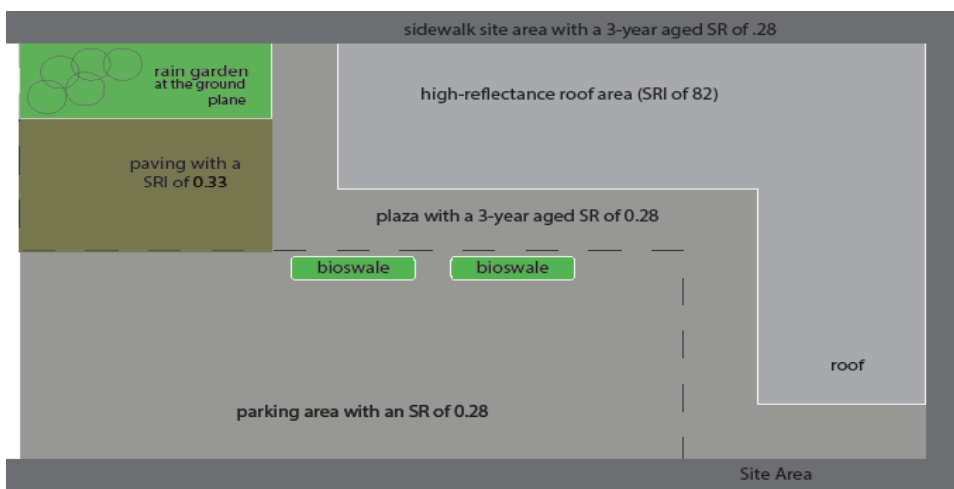 sidewalk site area with a 3-year aged SR of .28
rain garden
at the ground
plane
high-reflectance roof area (SRI of 82)
paving with a
SRI of 0.33
plaza with a 3-year aged SR of 0.28
bioswale
bioswale
roof
parking area with an SR of 0.28
Site Area